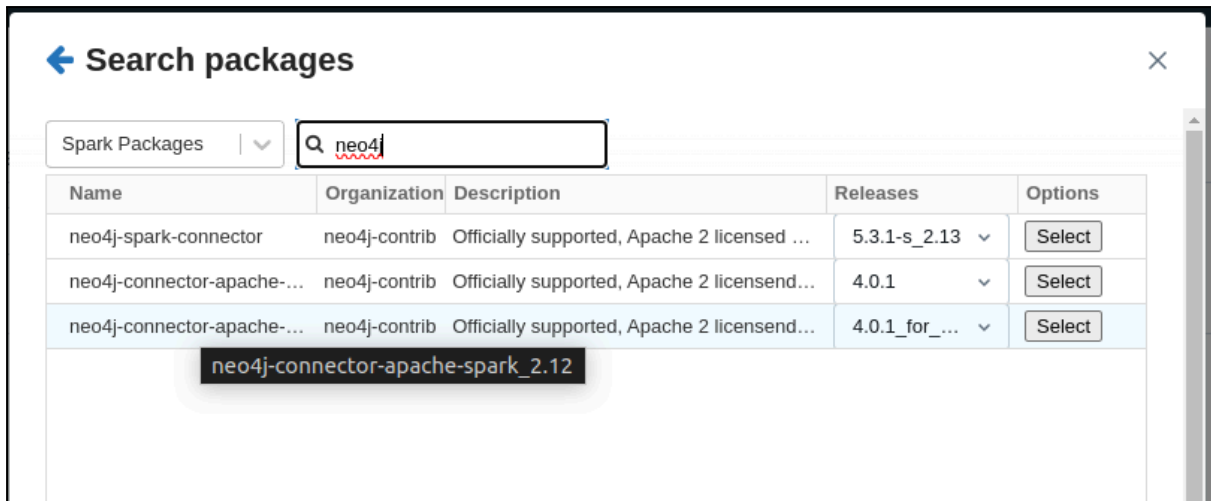 Search packages
Spark Packages neo4j
Name Organization Description Releases Options
neo4j-spark-connector neo4j-contrib Officially supported, Apache 2 licensed ... 5.3.1-s_2.13 Select
neo4j-connector-apache-... neo4j-contrib Officially supported, Apache 2 licensend... 4.0.1 Select
neo4j-connector-apache-... neo4j-contrib Officially supported, Apache 2 licensend... 4.0.1_for_... Select
neo4j-connector-apache-spark_2.12